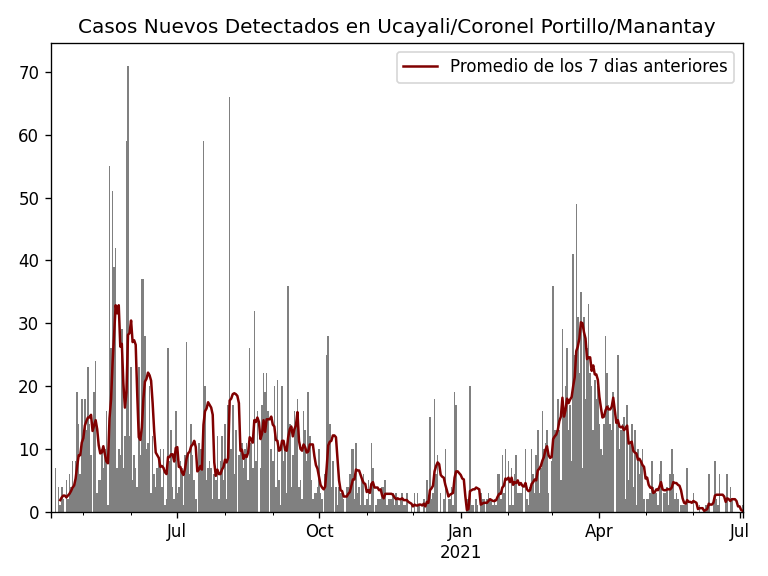 Casos Nuevos Detectados en Ucayali/Coronel Portillo/Manantay
Promedio de los 7 dias anteriores
70
60
50
40
30
20
10
0
Jul
Oct
Jan
Apr
Jul
2021